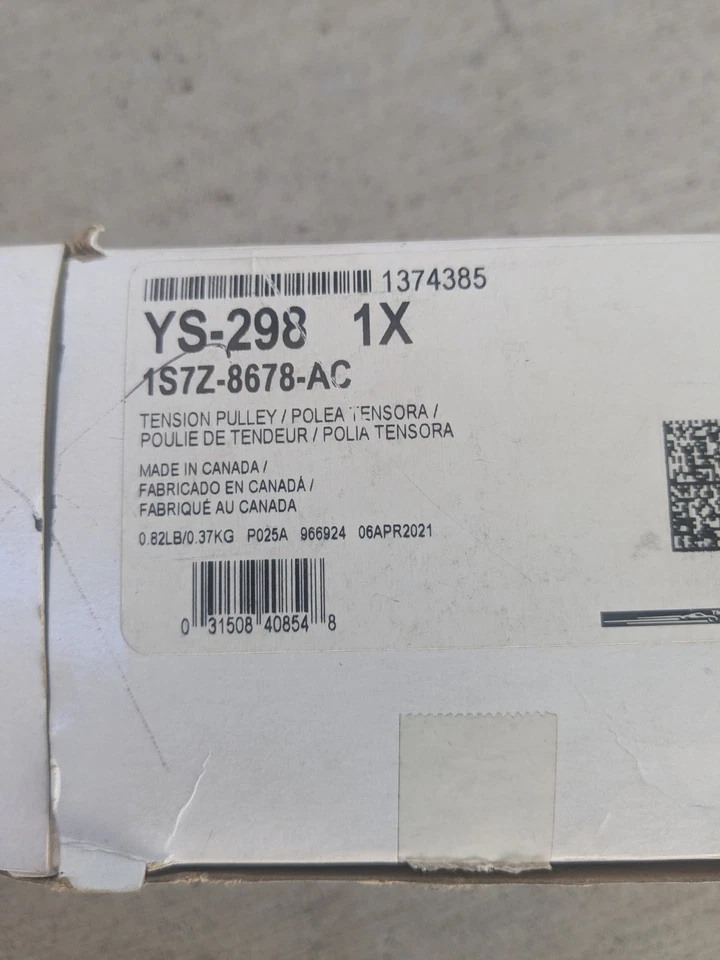 1374385
YS-298 1X
1S7Z-8678-AC
TENSION PULLEY / POLEA TENSORA /
POULIE DE TENDEUR / POLIA TENSORA
MADE IN CANADA /
FABRICADO EN CANADÁ /
FABRIQUÉ AU CANADA
0.82LB/0.37KG P025A 966924 06APR2021
0 31508 40854 8